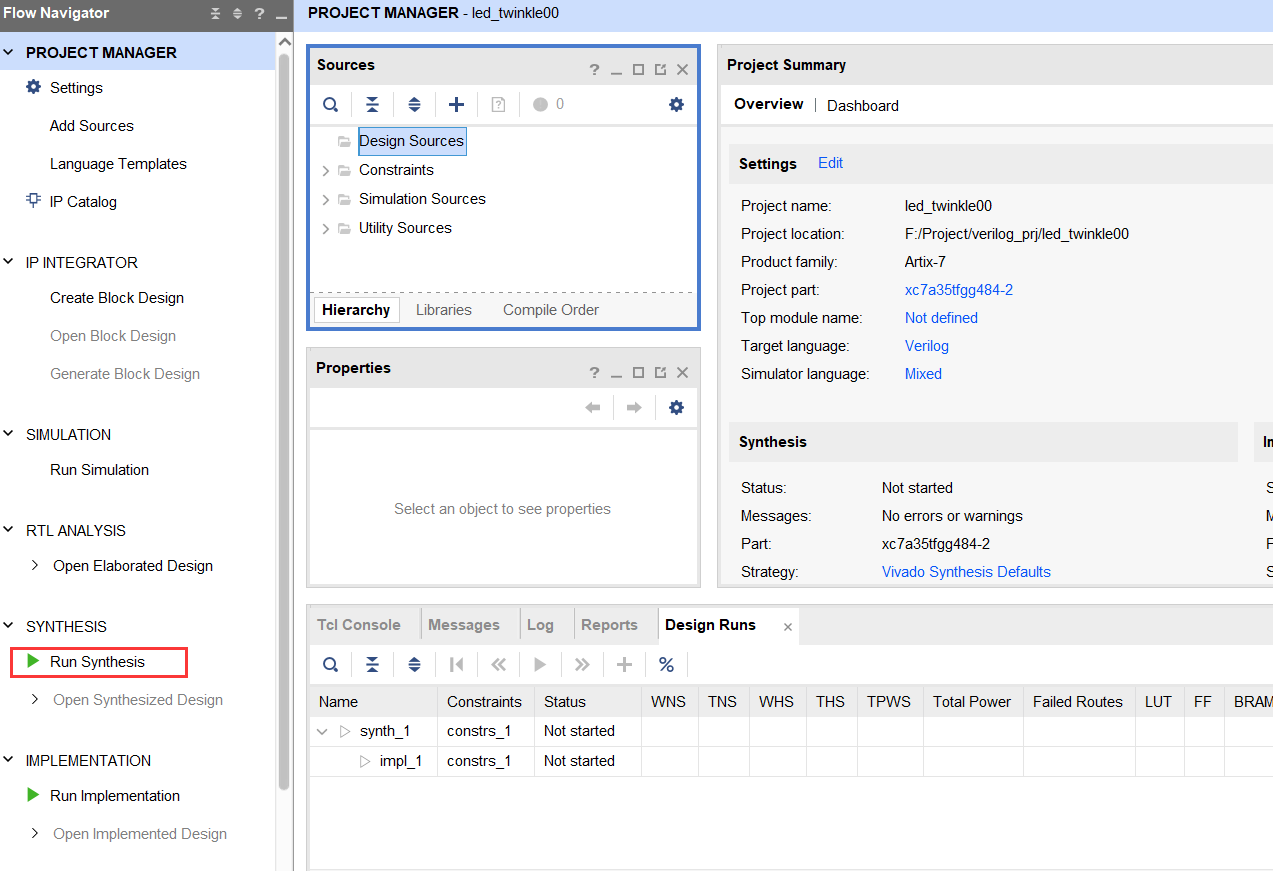 Flow Navigator
PROJECT MANAGER
Settings
Add Sources
Language Templates
IP Catalog
IP INTEGRATOR
Create Block Design
Open Block Design
Generate Block Design
SIMULATION
Run Simulation
RTL ANALYSIS
Open Elaborated Design
SYNTHESIS
Run Synthesis
Open Synthesized Design
IMPLEMENTATION
Run Implementation
Open Implemented Design
PROJECT MANAGER - led_twinkle00
Sources
0
Design Sources
Constraints
Simulation Sources
Utility Sources
Hierarchy Libraries Compile Order
Properties
Select an object to see properties
Project Summary
Overview | Dashboard
Settings Edit
Project name: led_twinkle00
Project location: F:/Project/verilog_prj/led_twinkle00
Product family: Artix-7
Project part: xc7a35tfgg484-2
Top module name: Not defined
Target language: Verilog
Simulator language: Mixed
Synthesis
Status: Not started
Messages: No errors or warnings
Part: xc7a35tfgg484-2
Strategy: Vivado Synthesis Defaults
Tcl Console Messages Log Reports Design Runs
Name Constraints Status WNS TNS WHS THS TPWS Total Power Failed Routes LUT FF BRAM
synth_1 constrs_1 Not started
impl_1 constrs_1 Not started